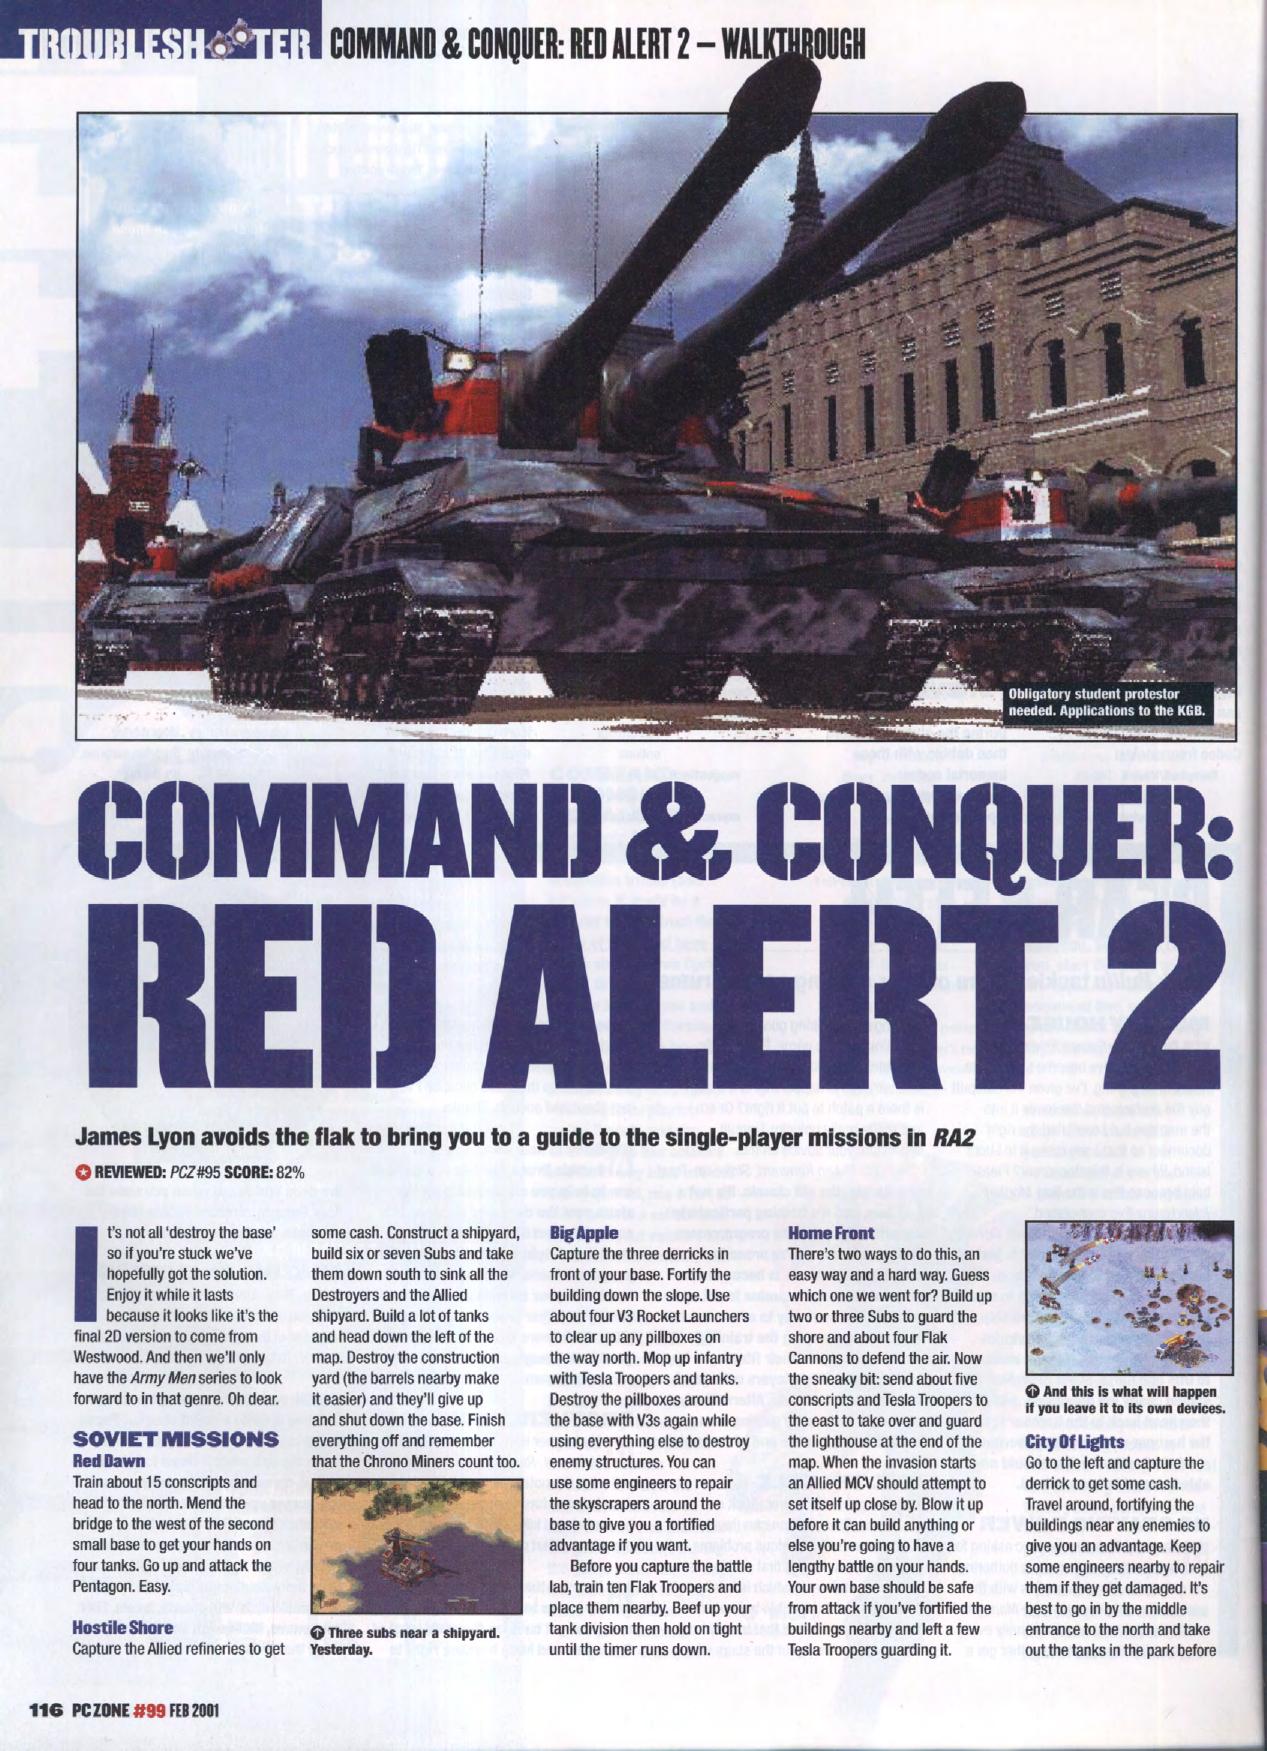 TROUBLESHOOTER COMMAND & CONQUER: RED ALERT 2 – WALKTHROUGH
Obligatory student protestor
needed. Applications to the KGB.
COMMAND & CONQUER:
RED ALERT 2
James Lyon avoids the flak to bring you to a guide to the single-player missions in RA2
REVIEWED: PCZ #95 SCORE: 82%
It's not all 'destroy the base'
so if you're stuck we've
hopefully got the solution.
Enjoy it while it lasts
because it looks like it's the
final 2D version to come from
Westwood. And then we'll only
have the Army Men series to look
forward to in that genre. Oh dear.
SOVIET MISSIONS
Red Dawn
Train about 15 conscripts and
head to the north. Mend the
bridge to the west of the second
small base to get your hands on
four tanks. Go up and attack the
Pentagon. Easy.
Hostile Shore
Capture the Allied refineries to get
some cash. Construct a shipyard,
build six or seven Subs and take
them down south to sink all the
Destroyers and the Allied
shipyard. Build a lot of tanks
and head down the left of the
map. Destroy the construction
yard (the barrels nearby make
it easier) and they'll give up
and shut down the base. Finish
everything off and remember
that the Chrono Miners count too.
Three subs near a shipyard.
Yesterday.
Big Apple
Capture the three derricks in
front of your base. Fortify the
building down the slope. Use
about four V3 Rocket Launchers
to clear up any pillboxes on
the way north. Mop up infantry
with Tesla Troopers and tanks.
Destroy the pillboxes around
the base with V3s again while
using everything else to destroy
enemy structures. You can
use some engineers to repair
the skyscrapers around the
base to give you a fortified
advantage if you want.
Before you capture the battle
lab, train ten Flak Troopers and
place them nearby. Beef up your
tank division then hold on tight
until the timer runs down.
Home Front
There's two ways to do this, an
easy way and a hard way. Guess
which one we went for? Build up
two or three Subs to guard the
shore and about four Flak
Cannons to defend the air. Now
the sneaky bit: send about five
conscripts and Tesla Troopers to
the east to take over and guard
the lighthouse at the end of the
map. When the invasion starts
an Allied MCV should attempt to
set itself up close by. Blow it up
before it can build anything or
else you're going to have a
lengthy battle on your hands.
Your own base should be safe
from attack if you've fortified the
buildings nearby and left a few
Tesla Troopers guarding it.
And this is what will happen
if you leave it to its own devices.
City Of Lights
Go to the left and capture the
derrick to get some cash.
Travel around, fortifying the
buildings near any enemies to
give you an advantage. Keep
some engineers nearby to repair
them if they get damaged. It's
best to go in by the middle
entrance to the north and take
out the tanks in the park before
116 PC ZONE #99 FEB 2001